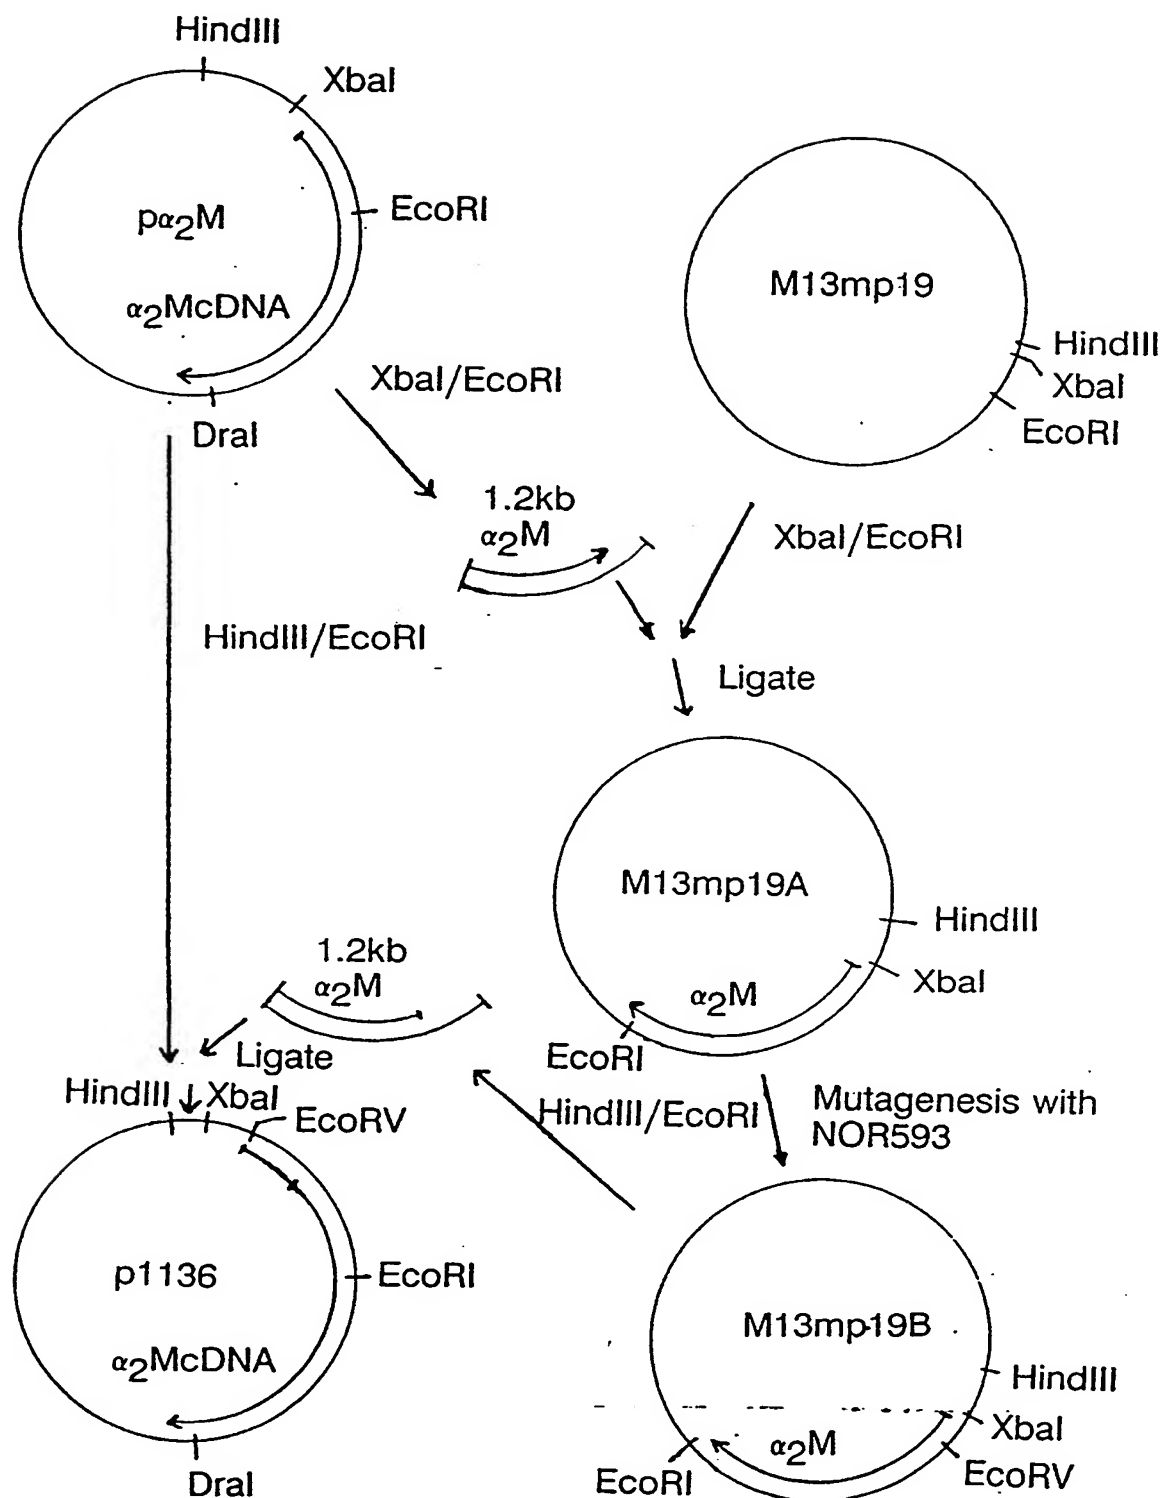 HindIII
XbaI
EcoRI
pα2M
α2McDNA
DraI
M13mp19
HindIII
XbaI
EcoRI
XbaI/EcoRI
1.2kb
α2M
XbaI/EcoRI
HindIII/EcoRI
Ligate
M13mp19A
HindIII
XbaI
α2M
EcoRI
1.2kb
α2M
Ligate
HindIII/EcoRI
Mutagenesis with
NOR593
HindIII
XbaI
EcoRV
p1136
EcoRI
α2McDNA
DraI
M13mp19B
HindIII
XbaI
α2M
EcoRV
EcoRI